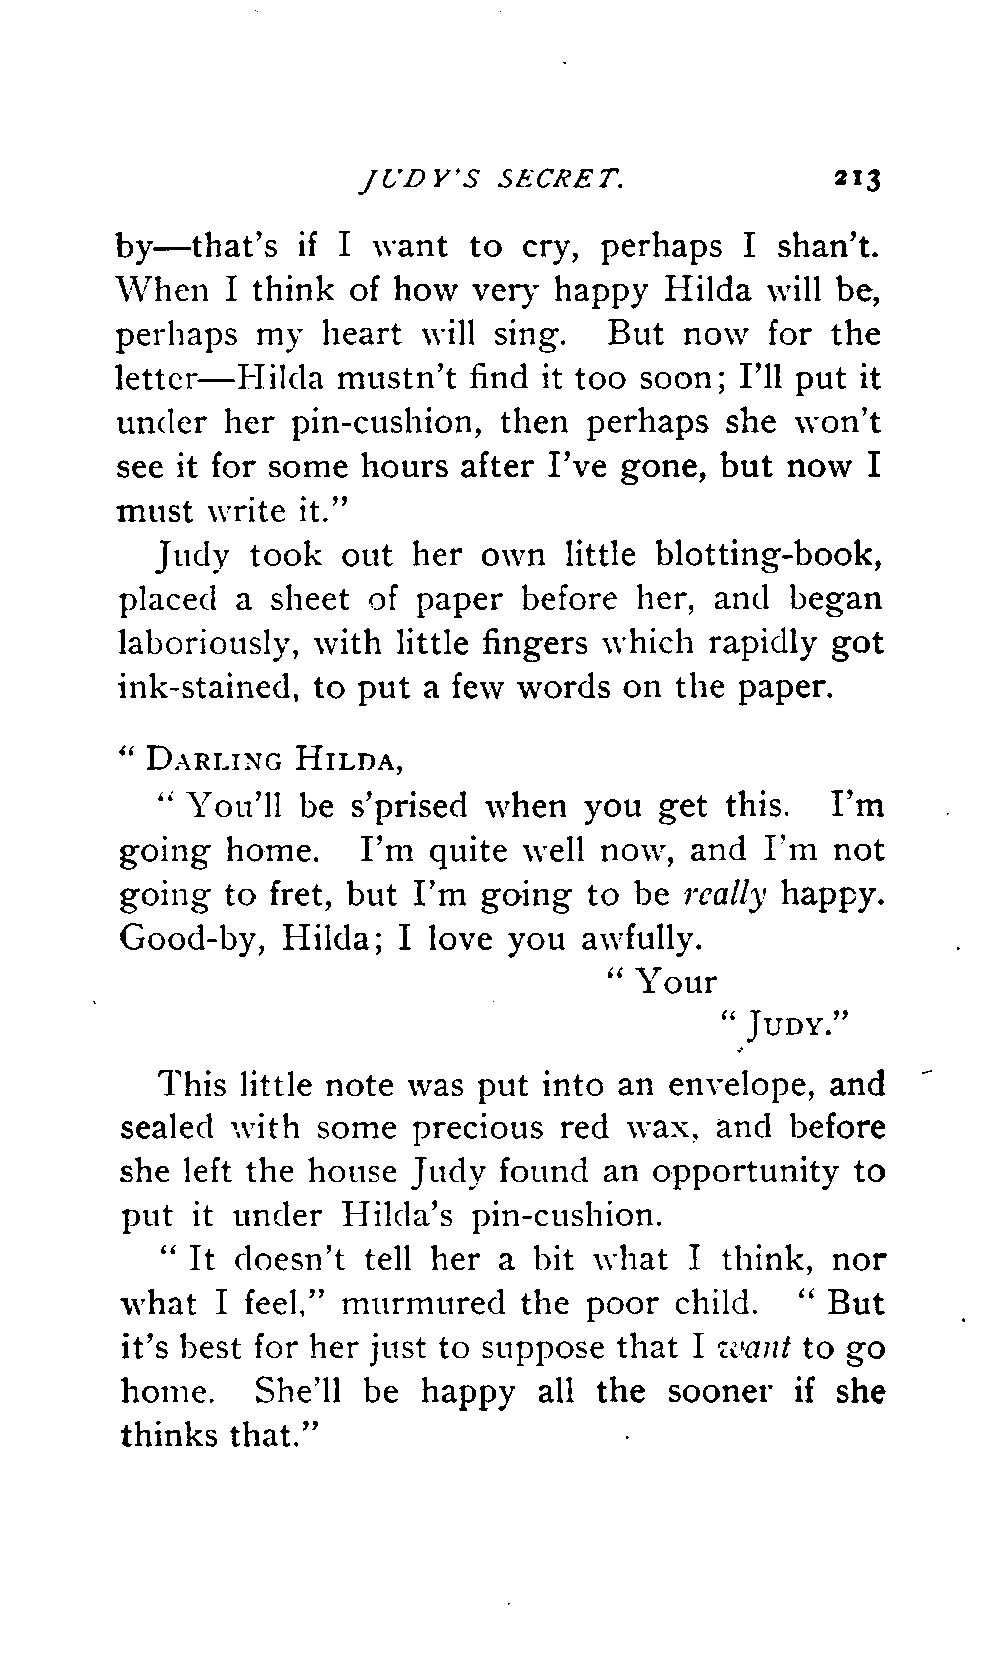 JUDY'S SECRET. 213
by—that's if I want to cry, perhaps I shan't.
When I think of how very happy Hilda will be,
perhaps my heart will sing. But now for the
letter—Hilda mustn't find it too soon; I'll put it
under her pin-cushion, then perhaps she won't
see it for some hours after I've gone, but now I
must write it."
Judy took out her own little blotting-book,
placed a sheet of paper before her, and began
laboriously, with little fingers which rapidly got
ink-stained, to put a few words on the paper.
"DARLING HILDA,
"You'll be s'prised when you get this. I'm
going home. I'm quite well now, and I'm not
going to fret, but I'm going to be really happy.
Good-by, Hilda; I love you awfully.
"Your
"JUDY."
This little note was put into an envelope, and
sealed with some precious red wax, and before
she left the house Judy found an opportunity to
put it under Hilda's pin-cushion.
"It doesn't tell her a bit what I think, nor
what I feel," murmured the poor child. "But
it's best for her just to suppose that I want to go
home. She'll be happy all the sooner if she
thinks that."